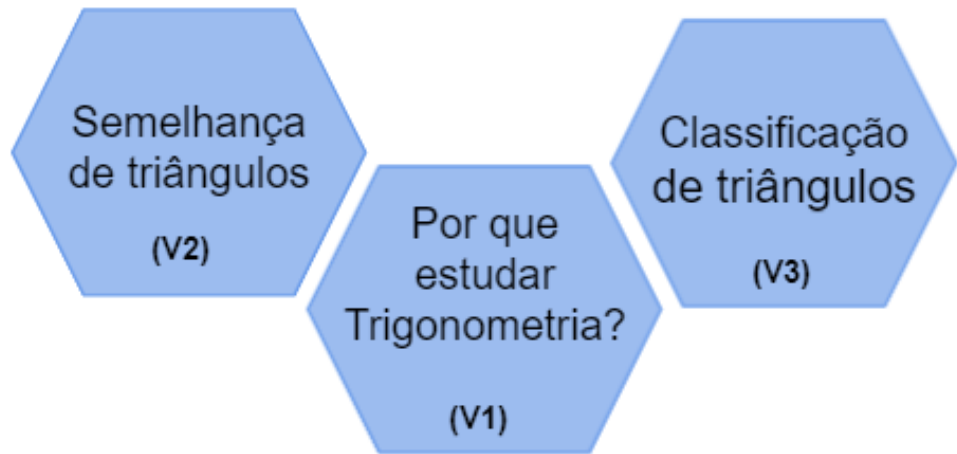 Semelhança
de triângulos
(V2)
Por que
estudar
Trigonometria?
(V1)
Classificação
de triângulos
(V3)